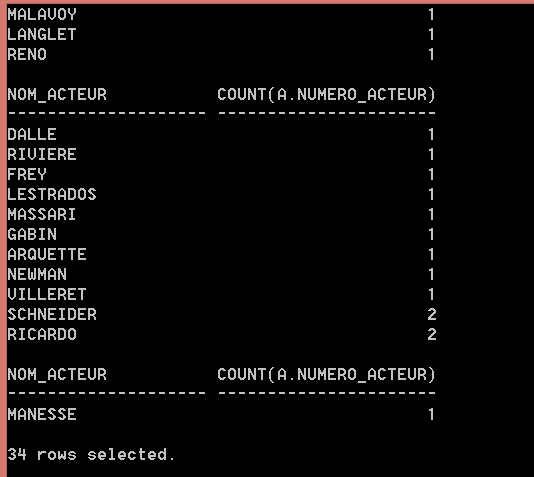 MALAVOY 1
LANGLET 1
RENO 1
NOM_ACTEUR COUNT(A.NUMERO_ACTEUR)
-------------------- ----------------------
DALLE 1
RIVIERE 1
FREY 1
LESTRADOS 1
MASSARI 1
GABIN 1
ARQUETTE 1
NEWMAN 1
VILLERET 1
SCHNEIDER 2
RICARDO 2
NOM_ACTEUR COUNT(A.NUMERO_ACTEUR)
-------------------- ----------------------
MANESSE 1
34 rows selected.